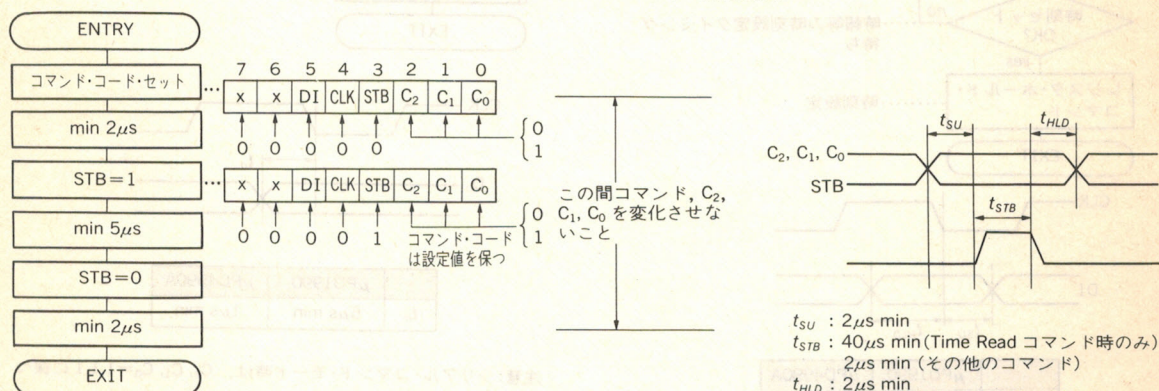 ENTRY
コマンド・コード・セット
min 2μs
STB=1
min 5μs
STB=0
min 2μs
EXIT
7 6 5 4 3 2 1 0
… x x DI CLK STB C₂ C₁ C₀
0 0 0 0 0
0
1
… x x DI CLK STB C₂ C₁ C₀
0 0 0 0 1
コマンド・コード
は設定値を保つ
0
1
この間コマンド, C₂,
C₁, C₀ を変化させな
いこと
tSU tHLD
C₂, C₁, C₀
STB
tSTB
tSU : 2μs min
tSTB : 40μs min(Time Read コマンド時のみ)
2μs min (その他のコマンド)
tHLD : 2μs min